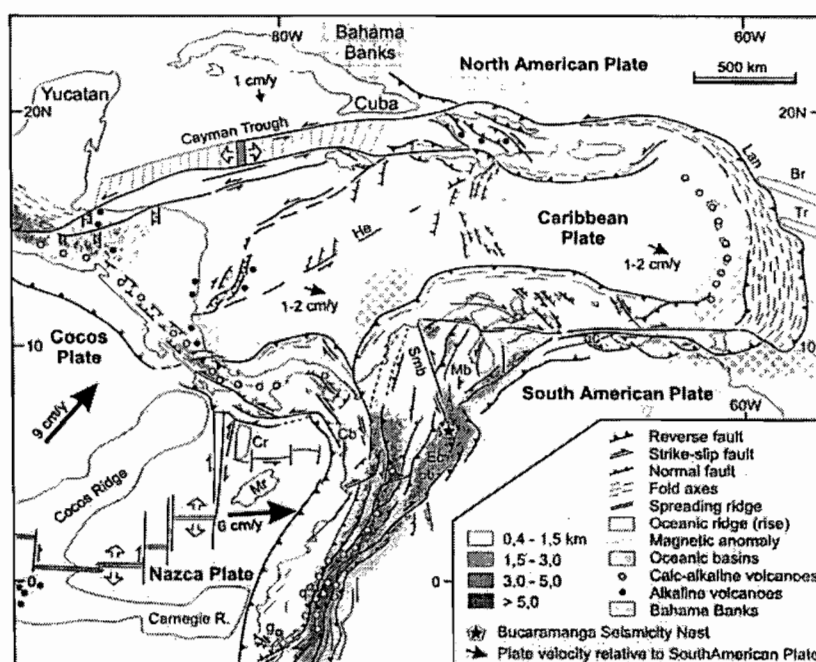 80W
60W
Bahama
Banks
North American Plate
500 km
Yucatan
1 cm/y
Cuba
20N
20N
Cayman Trough
Lan
Br
Tr
Caribbean
Plate
He
1-2 cm/y
1-2 cm/y
Cocos
Plate
10
10
Smb
Mb
South American Plate
60W
9 cm/y
Cb
Cr
Mr
Cocos Ridge
6 cm/y
Nazca Plate
0
0
Carnegie R.
Reverse fault
Strike-slip fault
Normal fault
Fold axes
Spreading ridge
Oceanic ridge (rise)
Magnetic anomaly
Oceanic basins
Calc-alkaline volcanoes
Alkaline volcanoes
Bahama Banks
0,4 - 1,5 km
1,5 - 3,0
3,0 - 5,0
> 5,0
Bucaramanga Seismicity Nest
Plate velocity relative to SouthAmerican Plate